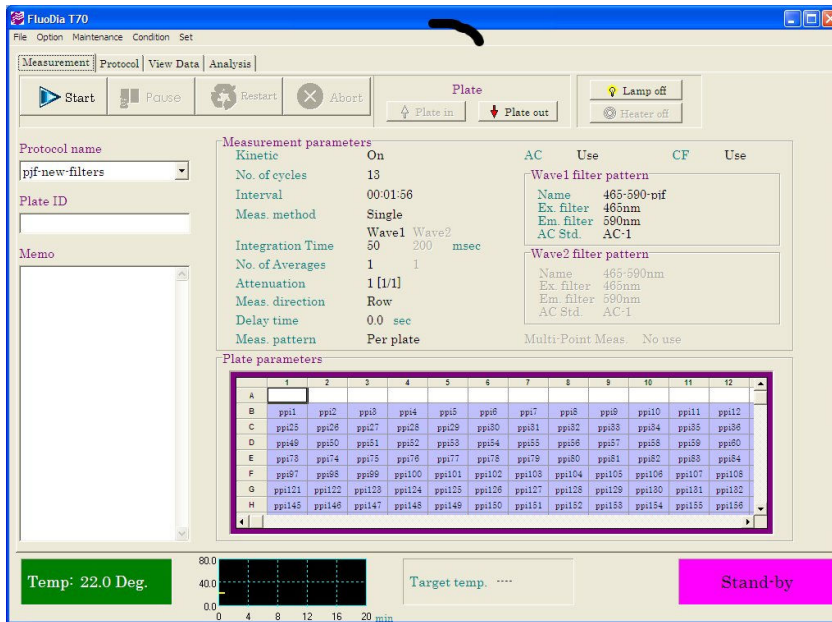 FluoDia T70
File Option Maintenance Condition Set
Measurement Protocol View Data Analysis
Start Pause Restart Abort
Plate
Plate in Plate out
Lamp off
Heater off
Protocol name
pjf-new-filters
Plate ID
Memo
Measurement parameters
Kinetic On AC Use CF Use
No. of cycles 13
Interval 00:01:56
Meas. method Single
Wave1 Wave2
Integration Time 50 200 msec
No. of Averages 1 1
Attenuation 1 [1/1]
Meas. direction Row
Delay time 0.0 sec
Meas. pattern Per plate
Wave1 filter pattern
Name 465-590-pjf
Ex. filter 465nm
Em. filter 590nm
AC Std. AC-1
Wave2 filter pattern
Name 465-590nm
Ex. filter 465nm
Em. filter 590nm
AC Std. AC-1
Multi-Point Meas. No use
Plate parameters
1 2 3 4 5 6 7 8 9 10 11 12
A
B ppi1 ppi2 ppi3 ppi4 ppi5 ppi6 ppi7 ppi8 ppi9 ppi10 ppi11 ppi12
C ppi25 ppi26 ppi27 ppi28 ppi29 ppi30 ppi31 ppi32 ppi33 ppi34 ppi35 ppi36
D ppi49 ppi50 ppi51 ppi52 ppi53 ppi54 ppi55 ppi56 ppi57 ppi58 ppi59 ppi60
E ppi73 ppi74 ppi75 ppi76 ppi77 ppi78 ppi79 ppi80 ppi81 ppi82 ppi83 ppi84
F ppi97 ppi98 ppi99 ppi100 ppi101 ppi102 ppi103 ppi104 ppi105 ppi106 ppi107 ppi108
G ppi121 ppi122 ppi123 ppi124 ppi125 ppi126 ppi127 ppi128 ppi129 ppi130 ppi131 ppi132
H ppi145 ppi146 ppi147 ppi148 ppi149 ppi150 ppi151 ppi152 ppi153 ppi154 ppi155 ppi156
Temp: 22.0 Deg.
80.0
40.0
0.0
0 4 8 12 16 20 min
Target temp. ----
Stand-by